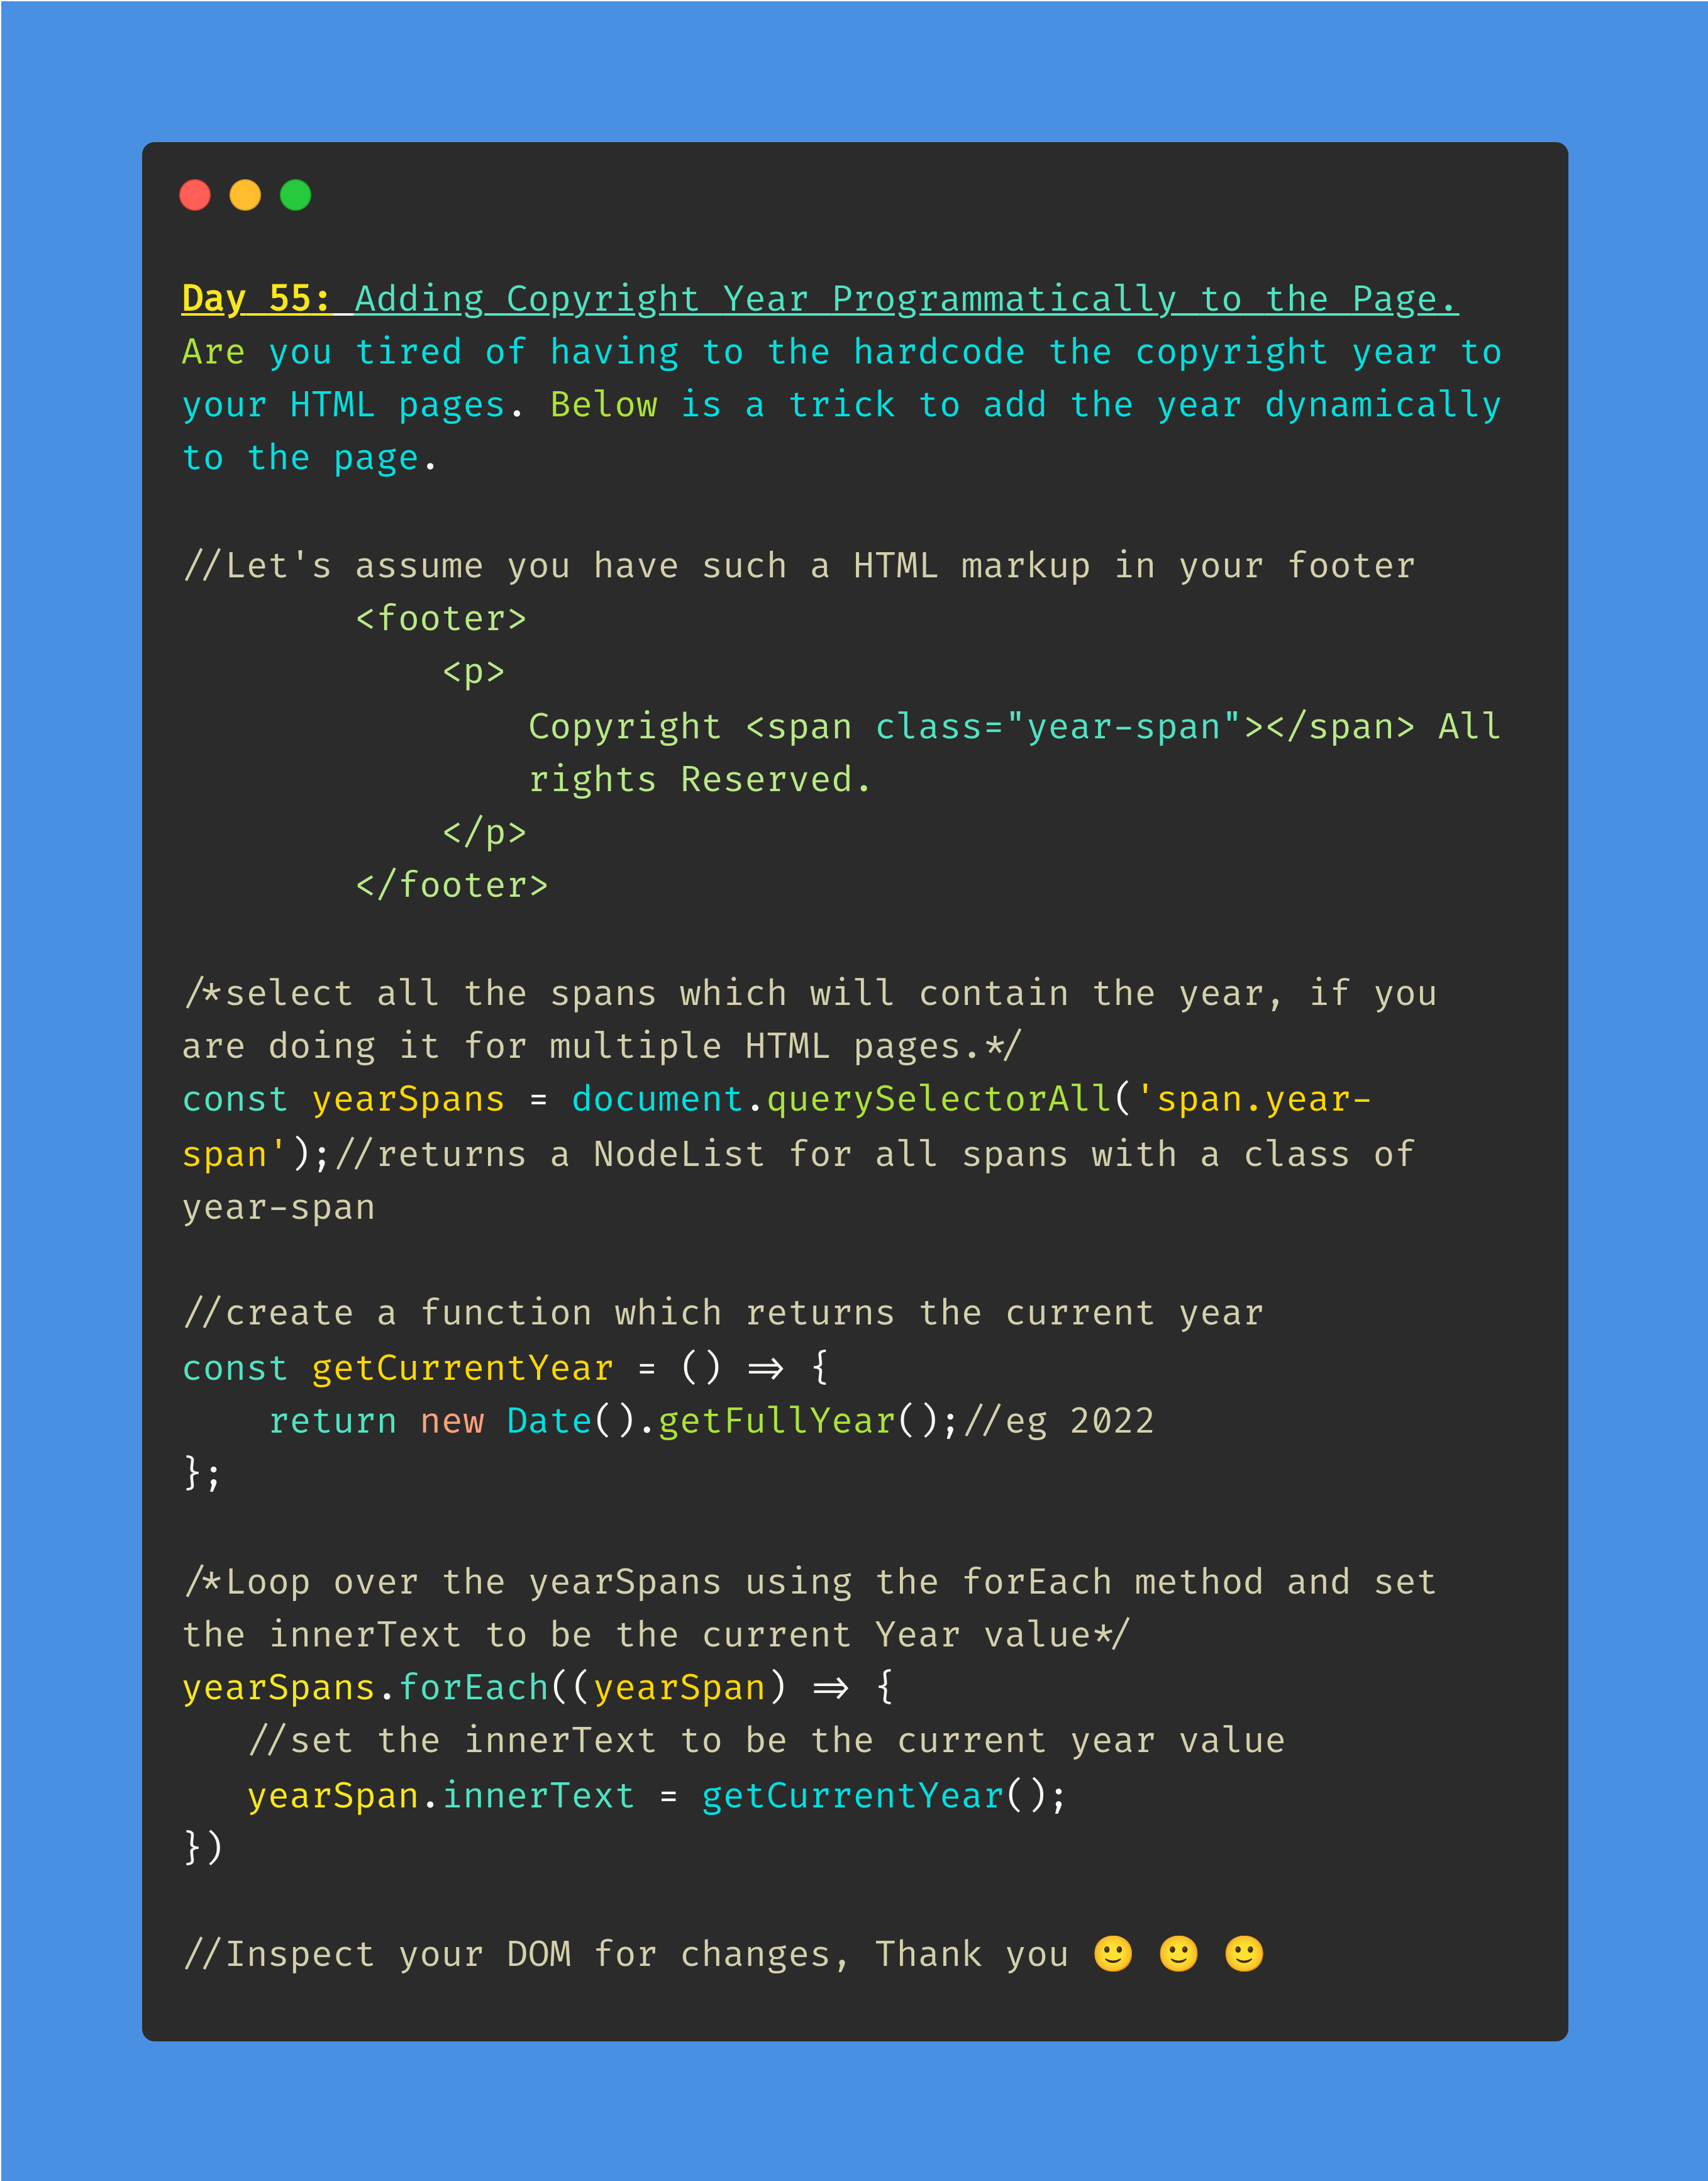 Day 55: Adding Copyright Year Programmatically to the Page.
Are you tired of having to the hardcode the copyright year to
your HTML pages. Below is a trick to add the year dynamically
to the page.
//Let's assume you have such a HTML markup in your footer
<footer>
<p>
Copyright <span class="year-span"></span> All
rights Reserved.
</p>
</footer>
/*select all the spans which will contain the year, if you
are doing it for multiple HTML pages.*/
const yearSpans = document.querySelectorAll('span.year-
span');//returns a NodeList for all spans with a class of
year-span
//create a function which returns the current year
const getCurrentYear = () => {
return new Date().getFullYear();//eg 2022
};
/*Loop over the yearSpans using the forEach method and set
the innerText to be the current Year value*/
yearSpans.forEach((yearSpan) => {
//set the innerText to be the current year value
yearSpan.innerText = getCurrentYear();
})
//Inspect your DOM for changes, Thank you 🙂 🙂 🙂